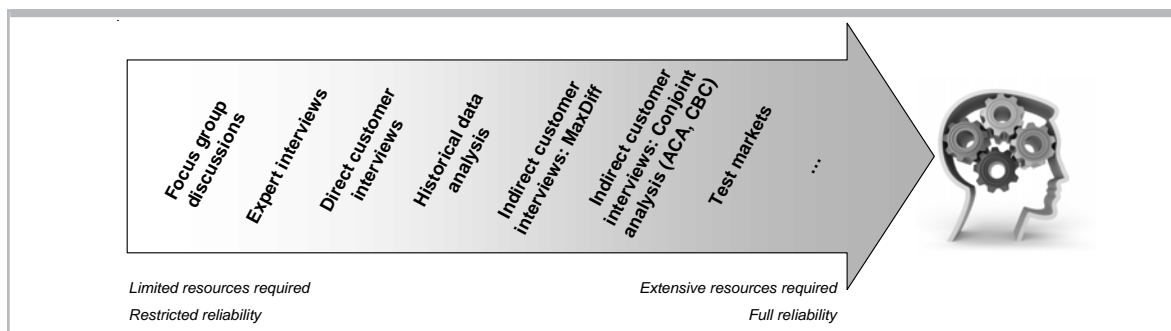 Focus group
discussions
Expert interviews
Direct customer
interviews
Historical data
analysis
Indirect customer
interviews: MaxDiff
Indirect customer
interviews: Conjoint
analysis (ACA, CBC)
Test markets
...
Limited resources required
Restricted reliability
Extensive resources required
Full reliability